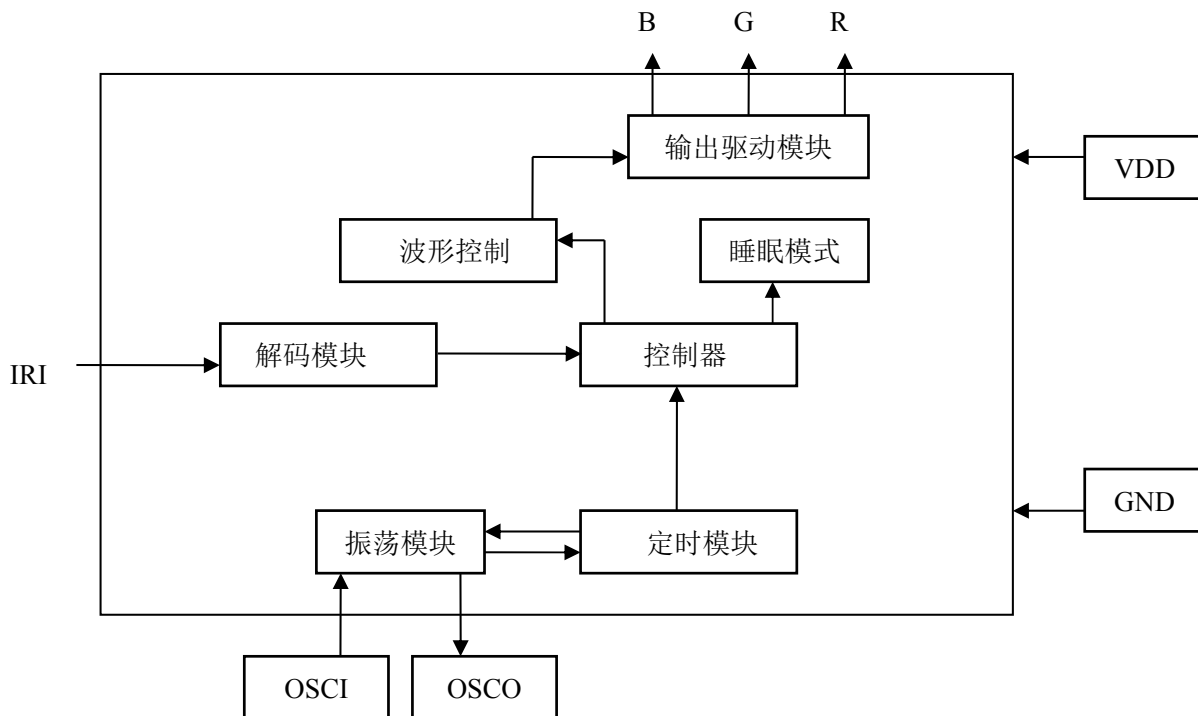 B G R
输出驱动模块
VDD
波形控制
睡眠模式
解码模块
控制器
IRI
GND
振荡模块
定时模块
OSCI
OSCO